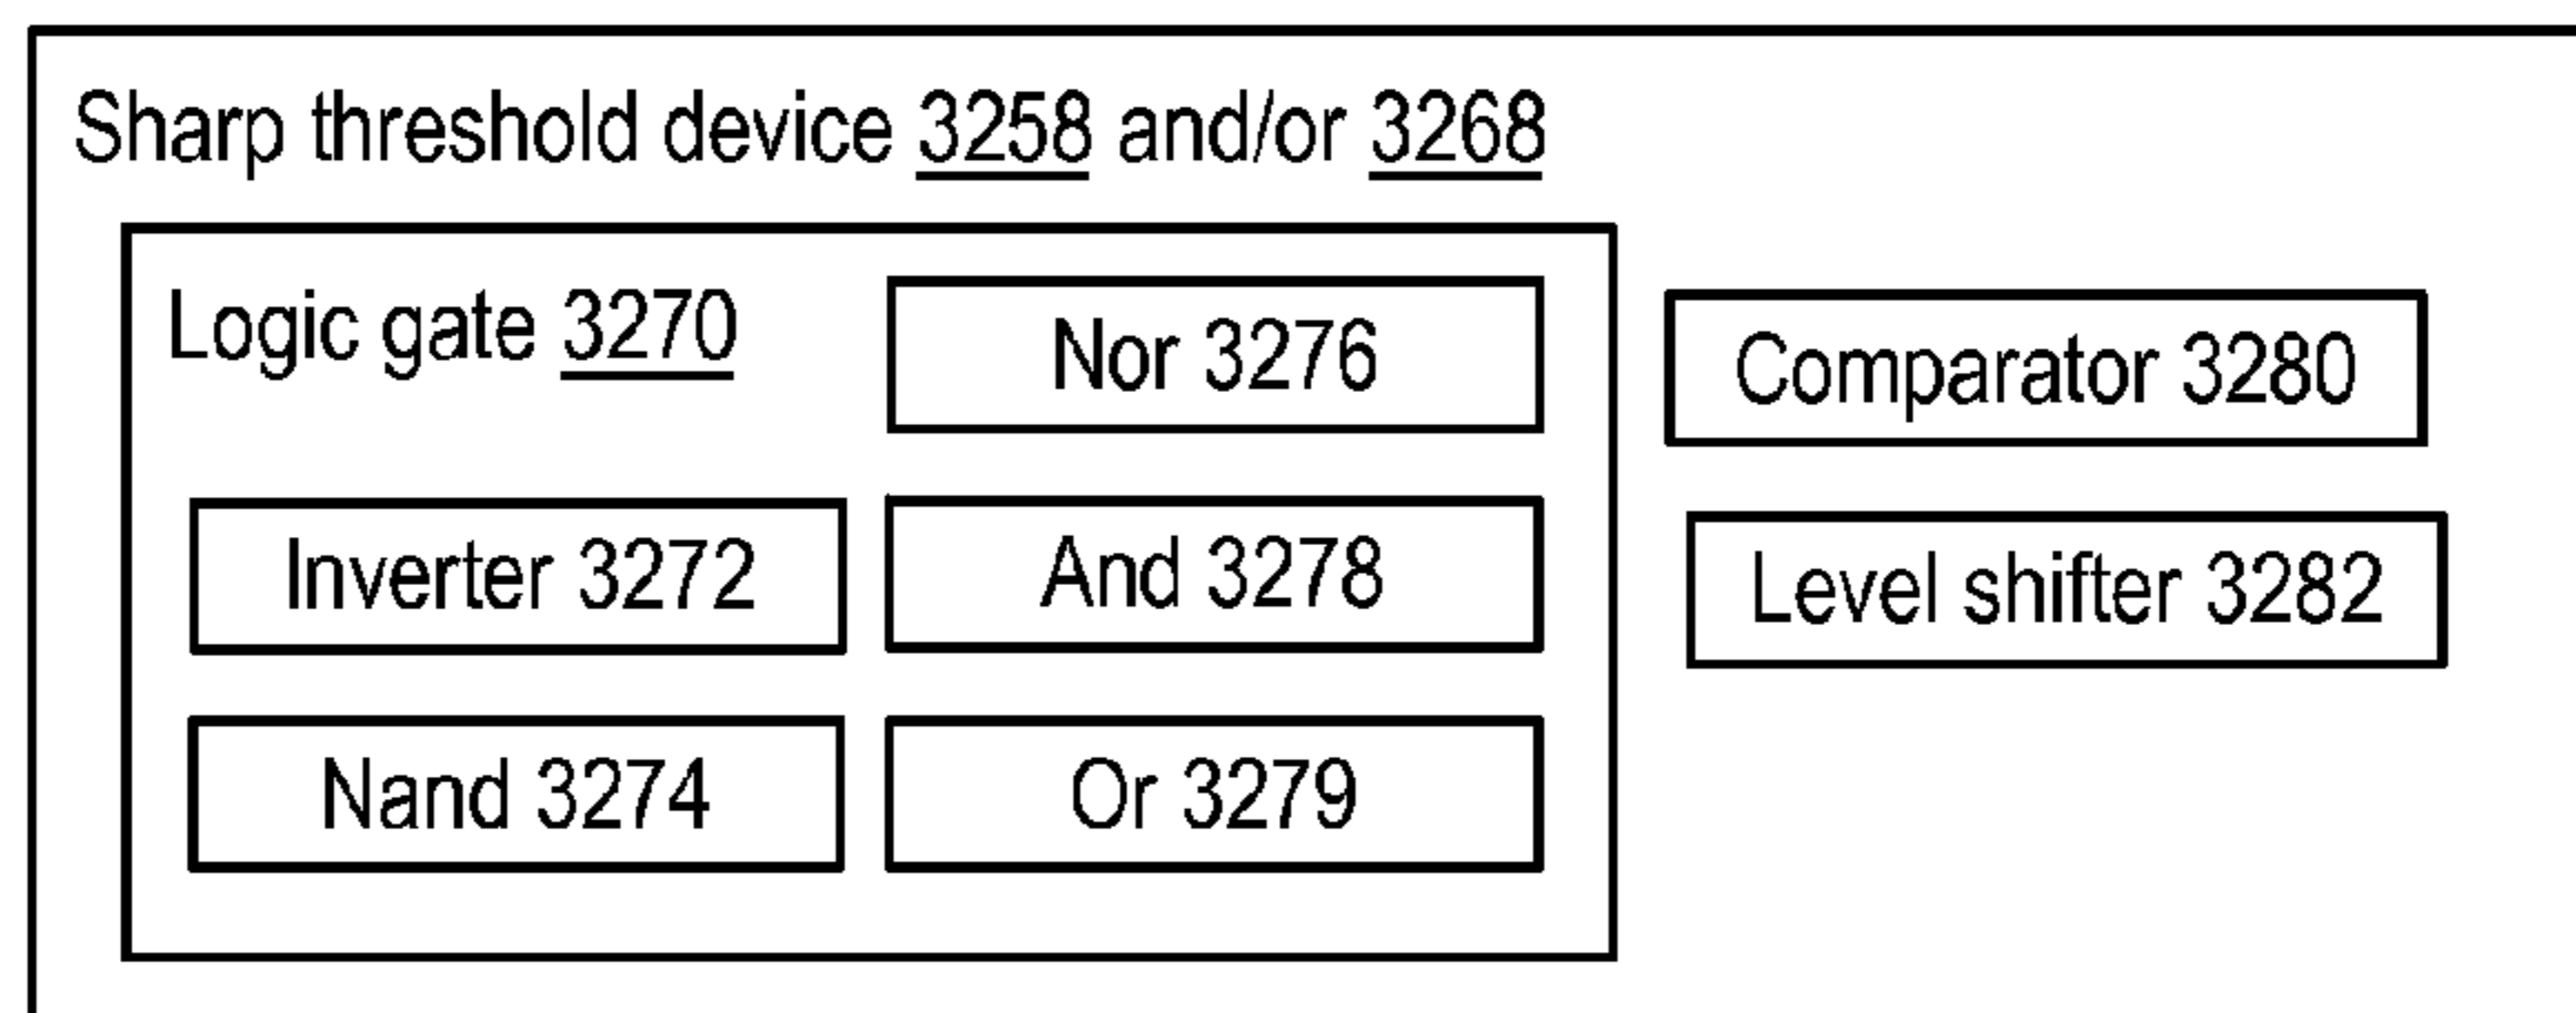 Sharp threshold device 3258 and/or 3268
Logic gate 3270
Nor 3276
Comparator 3280
Inverter 3272
And 3278
Level shifter 3282
Nand 3274
Or 3279